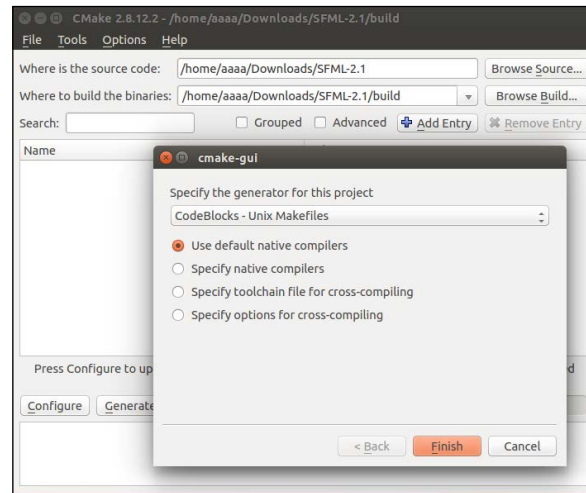 CMake 2.8.12.2 - /home/aaaa/Downloads/SFML-2.1/build
File Tools Options Help
Where is the source code: /home/aaaa/Downloads/SFML-2.1 Browse Source...
Where to build the binaries: /home/aaaa/Downloads/SFML-2.1/build Browse Build...
Search: Grouped Advanced Add Entry Remove Entry
Name
cmake-gui
Specify the generator for this project
CodeBlocks - Unix Makefiles
Use default native compilers
Specify native compilers
Specify toolchain file for cross-compiling
Specify options for cross-compiling
Press Configure to up
d
Configure Generate
< Back Finish Cancel